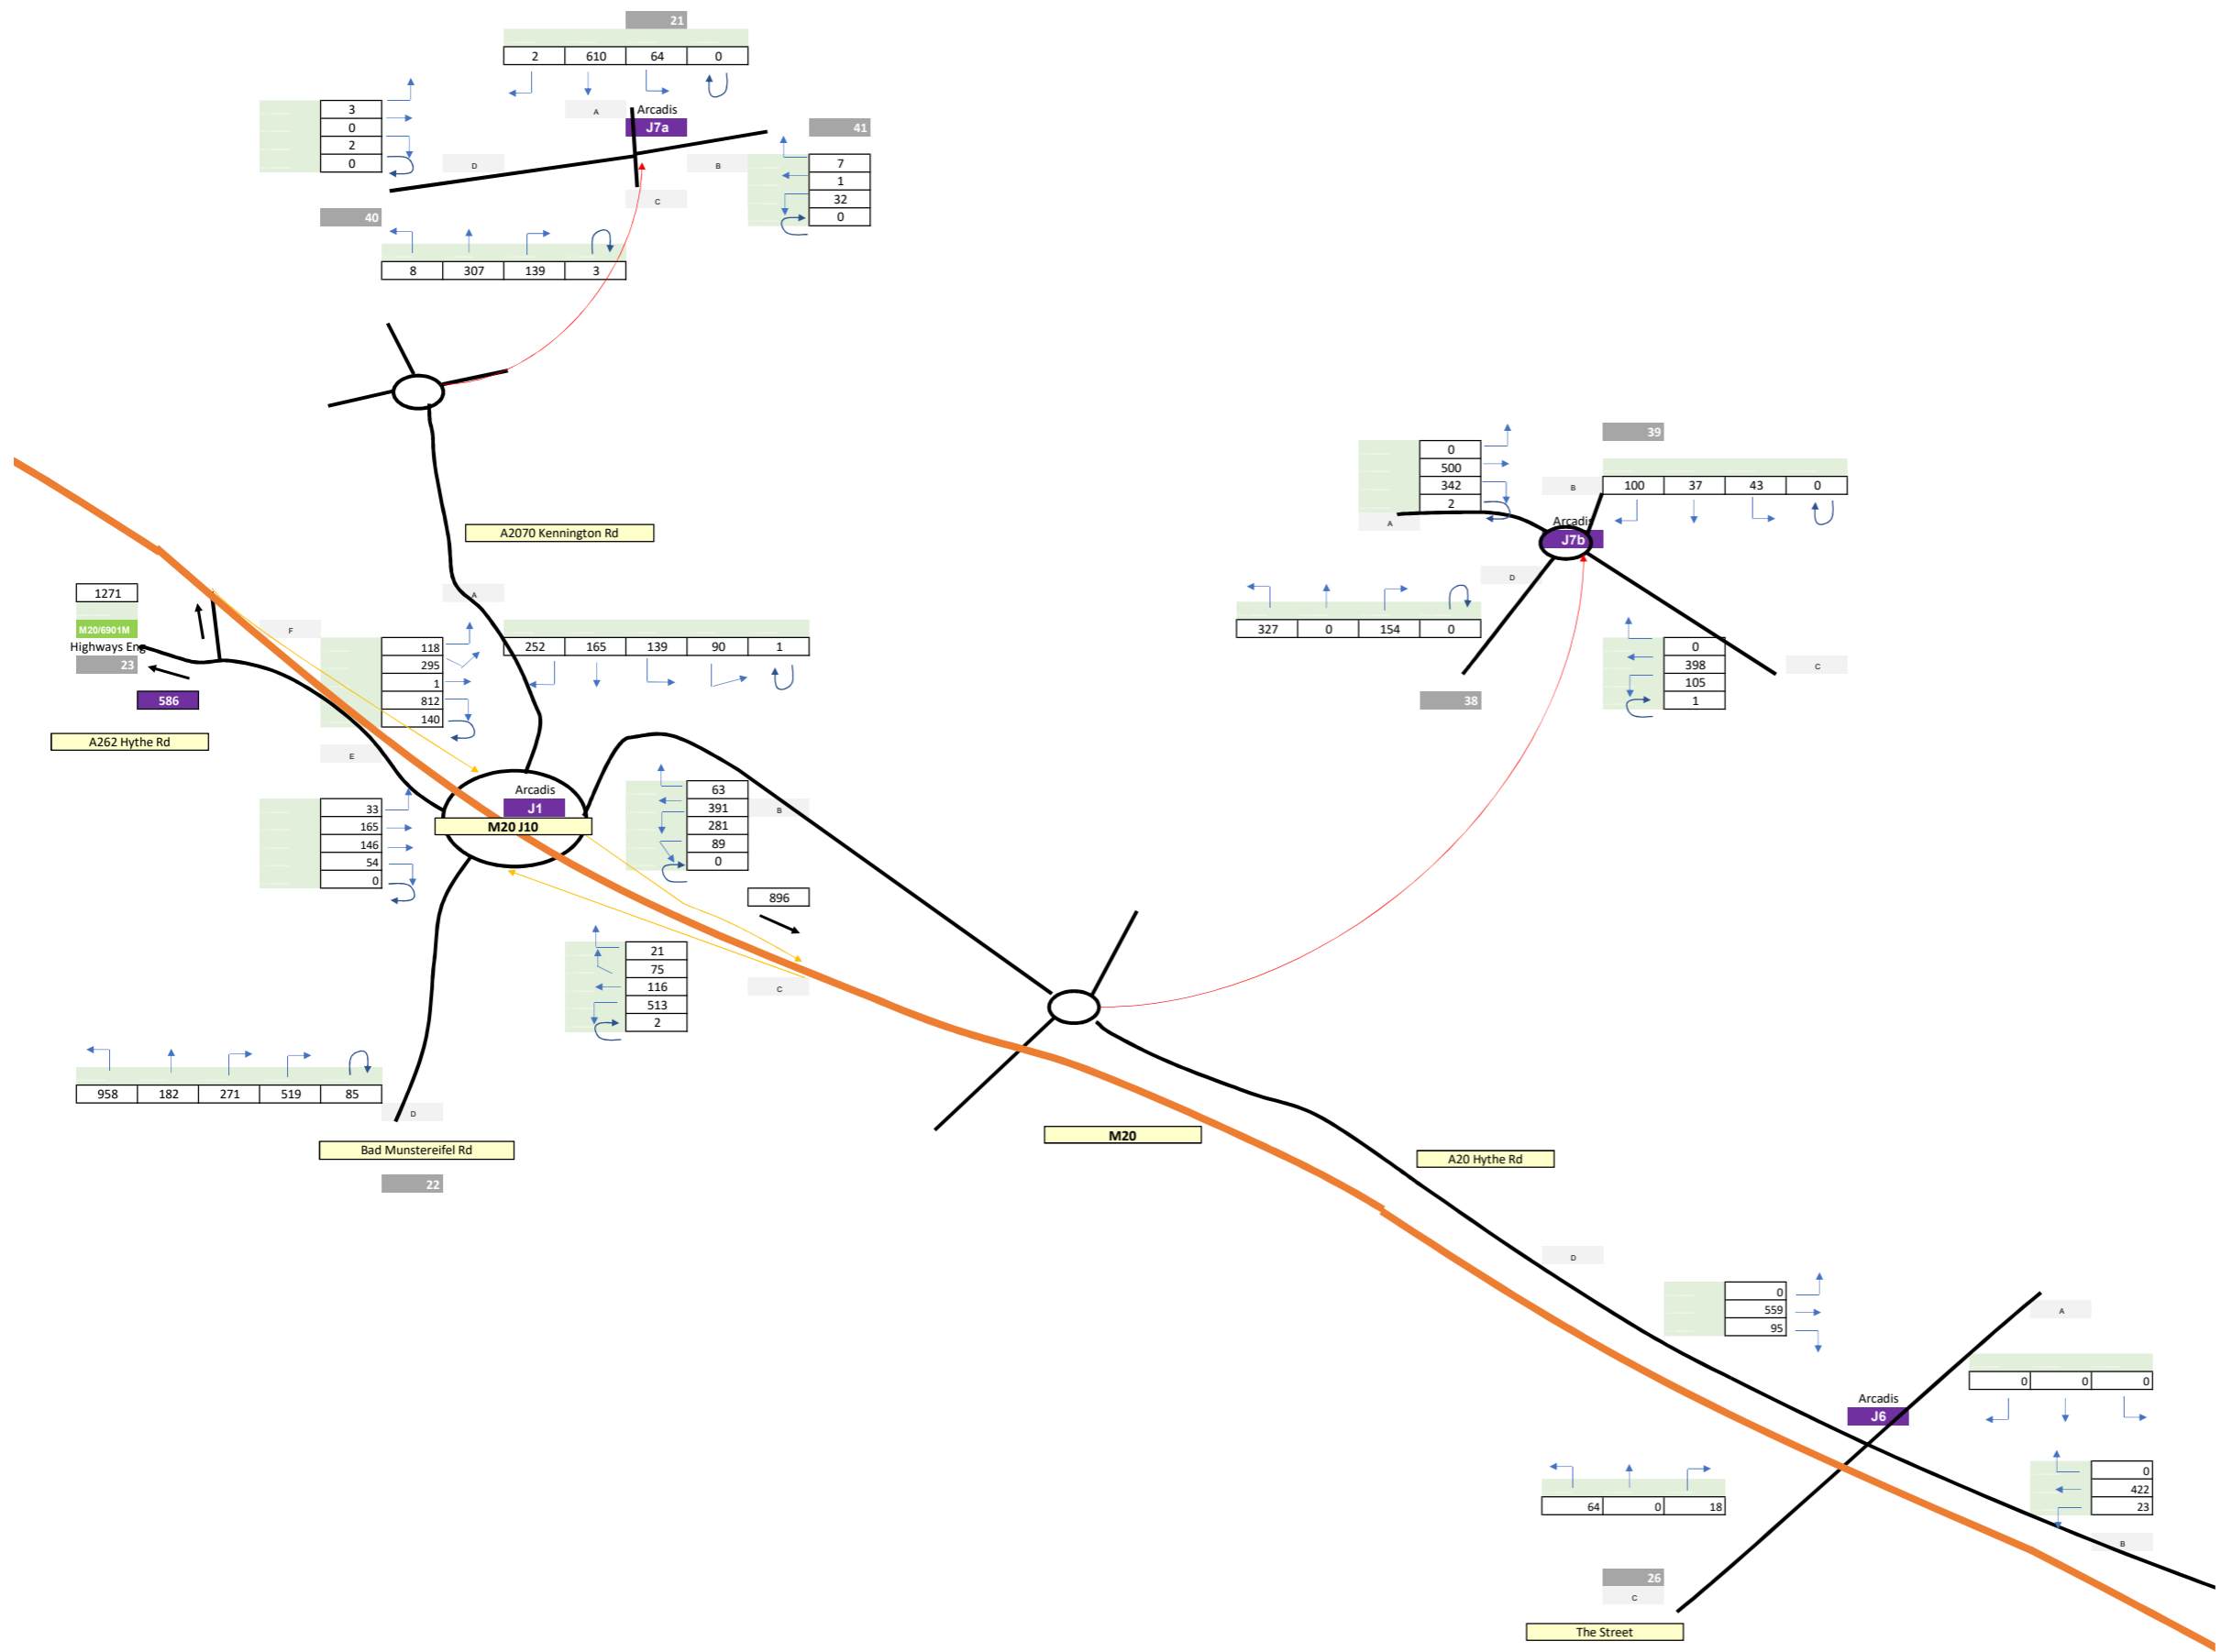 21
2 610 64 0
A
Arcadis
J7a
3
0
2
0
41
D
B
7
1
32
0
C
40
8 307 139 3
39
0
500
342
2
B
100 37 43 0
A
Arcadis
J7b
A2070 Kennington Rd
D
1271
M20/6901M
Highways Eng
23
586
A262 Hythe Rd
A
F
118
295
1
812
140
252 165 139 90 1
327 0 154 0
0
398
105
1
C
38
E
Arcadis
J1
M20 J10
63
391
281
89
0
B
33
165
146
54
0
896
21
75
116
513
2
C
958 182 271 519 85
D
Bad Munstereifel Rd
22
M20
A20 Hythe Rd
D
0
559
95
A
0 0 0
Arcadis
J6
0
422
23
B
64 0 18
26
C
The Street